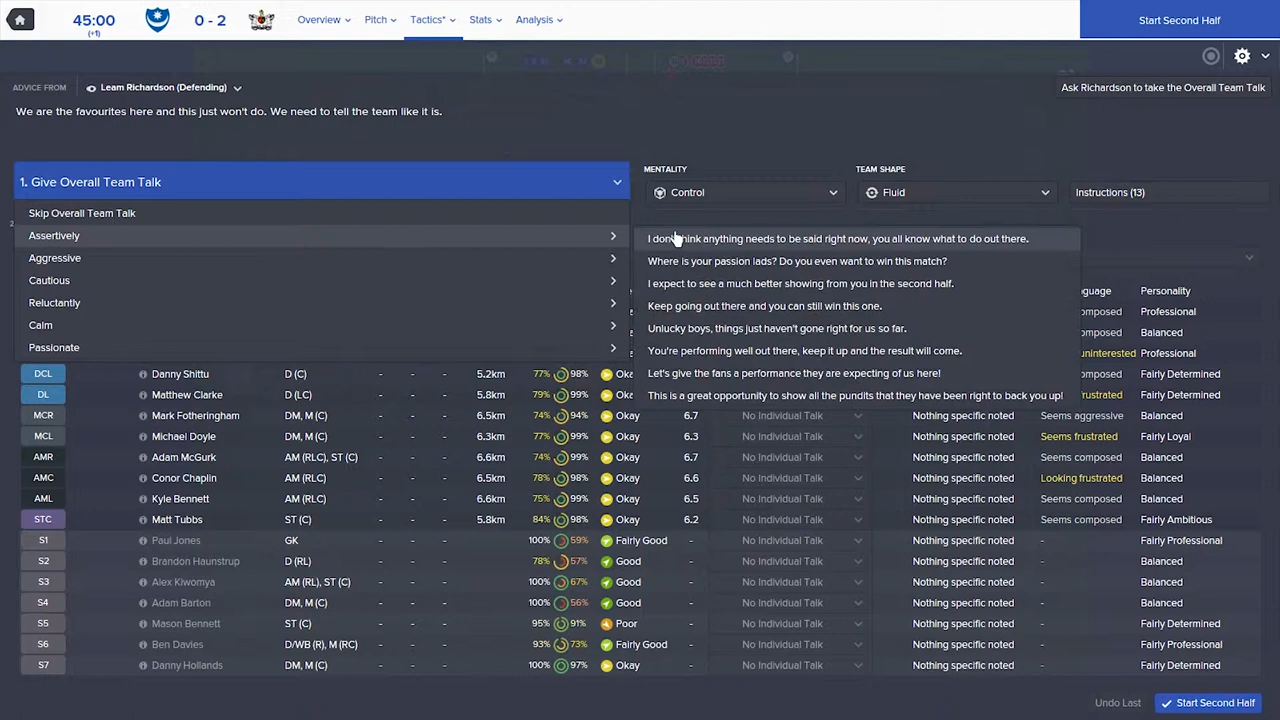 45:00
(+1)
0 - 2
Overview
Pitch
Tactics*
Stats
Analysis
Start Second Half
ADVICE FROM
Leam Richardson (Defending)
Ask Richardson to take the Overall Team Talk
We are the favourites here and this just won't do. We need to tell the team like it is.
1. Give Overall Team Talk
MENTALITY
Control
TEAM SHAPE
Fluid
Instructions (13)
Skip Overall Team Talk
Assertively
Aggressive
Cautious
Reluctantly
Calm
Passionate
I don't think anything needs to be said right now, you all know what to do out there.
Where is your passion lads? Do you even want to win this match?
I expect to see a much better showing from you in the second half.
Keep going out there and you can still win this one.
Unlucky boys, things just haven't gone right for us so far.
You're performing well out there, keep it up and the result will come.
Let's give the fans a performance they are expecting of us here!
This is a great opportunity to show all the pundits that they have been right to back you up!
Personality
Professional
Balanced
Professional
DCL Danny Shittu D (C) - - - 5.2km 77% 98% Fairly Determined
DL Matthew Clarke D (LC) - - - 5.8km 79% 99% Fairly Determined
MCR Mark Fotheringham DM, M (C) - - - 6.5km 74% 94% Okay 6.7 No Individual Talk Nothing specific noted Seems aggressive Balanced
MCL Michael Doyle DM, M (C) - - - 6.3km 77% 99% Okay 6.3 No Individual Talk Nothing specific noted Seems frustrated Fairly Loyal
AMR Adam McGurk AM (RLC), ST (C) - - - 6.6km 74% 99% Okay 6.7 No Individual Talk Nothing specific noted Seems composed Balanced
AMC Conor Chaplin AM (RLC) - - - 6.5km 78% 98% Okay 6.6 No Individual Talk Nothing specific noted Looking frustrated Balanced
AML Kyle Bennett AM (RLC) - - - 6.6km 75% 99% Okay 6.5 No Individual Talk Nothing specific noted Seems composed Balanced
STC Matt Tubbs ST (C) - - - 5.8km 84% 98% Okay 6.2 No Individual Talk Nothing specific noted Seems composed Fairly Ambitious
S1 Paul Jones GK - - - 100% 59% Fairly Good - No Individual Talk Nothing specific noted - Fairly Professional
S2 Brandon Haunstrup D (RL) - - - 78% 57% Good - No Individual Talk Nothing specific noted - Balanced
S3 Alex Kiwomya AM (RL), ST (C) - - - 100% 67% Good - No Individual Talk Nothing specific noted - Balanced
S4 Adam Barton DM, M (C) - - - 100% 56% Good - No Individual Talk Nothing specific noted - Balanced
S5 Mason Bennett ST (C) - - - 95% 91% Poor - No Individual Talk Nothing specific noted - Fairly Determined
S6 Ben Davies D/WB (R), M (RC) - - - 93% 73% Fairly Good - No Individual Talk Nothing specific noted - Fairly Determined
S7 Danny Hollands DM, M (C) - - - 100% 97% Okay - No Individual Talk Nothing specific noted - Fairly Determined
Undo Last
Start Second Half